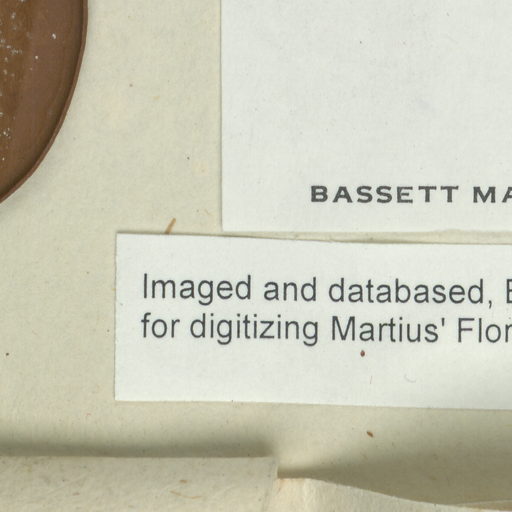 BASSETT MA
Imaged and databased,
for digitizing Martius' Flor